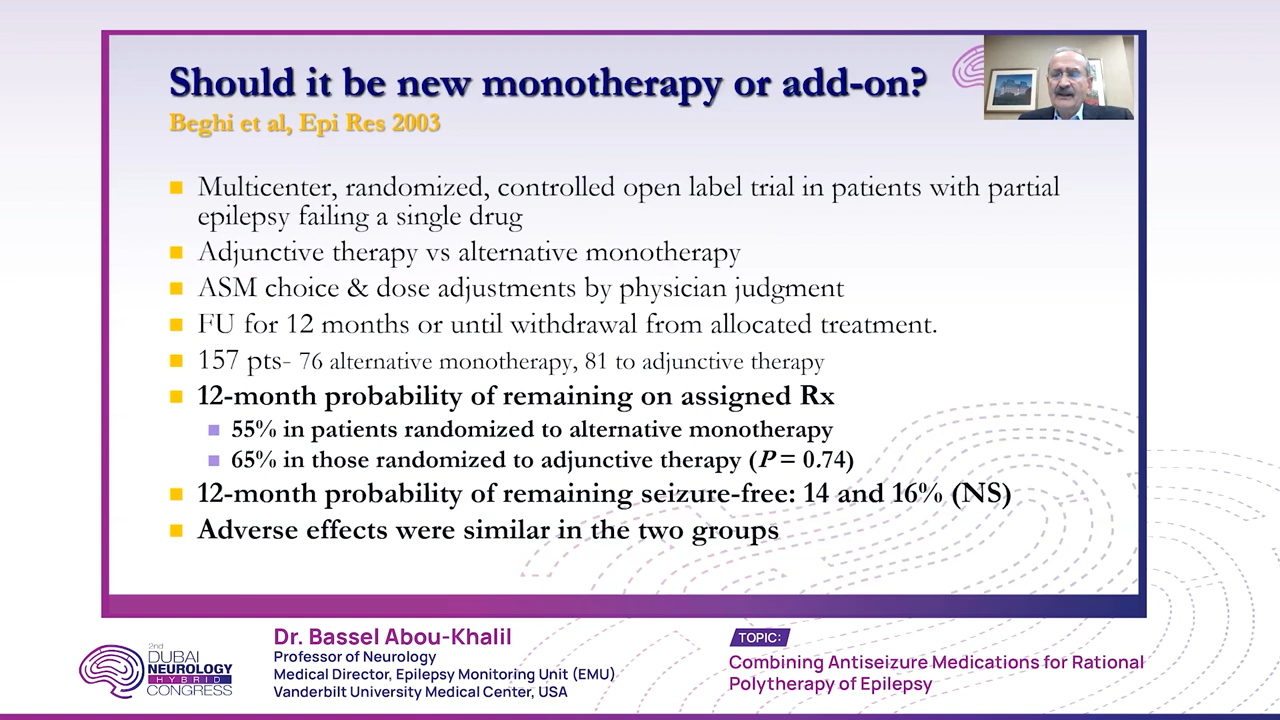 Should it be new monotherapy or add-on?
Beghi et al, Epi Res 2003
Multicenter, randomized, controlled open label trial in patients with partial
epilepsy failing a single drug
Adjunctive therapy vs alternative monotherapy
ASM choice & dose adjustments by physician judgment
FU for 12 months or until withdrawal from allocated treatment.
157 pts- 76 alternative monotherapy, 81 to adjunctive therapy
12-month probability of remaining on assigned Rx
55% in patients randomized to alternative monotherapy
65% in those randomized to adjunctive therapy (P = 0.74)
12-month probability of remaining seizure-free: 14 and 16% (NS)
Adverse effects were similar in the two groups
2nd
DUBAI
NEUROLOGY
HYBRID
CONGRESS
Dr. Bassel Abou-Khalil
Professor of Neurology
Medical Director, Epilepsy Monitoring Unit (EMU)
Vanderbilt University Medical Center, USA
TOPIC:
Combining Antiseizure Medications for Rational
Polytherapy of Epilepsy